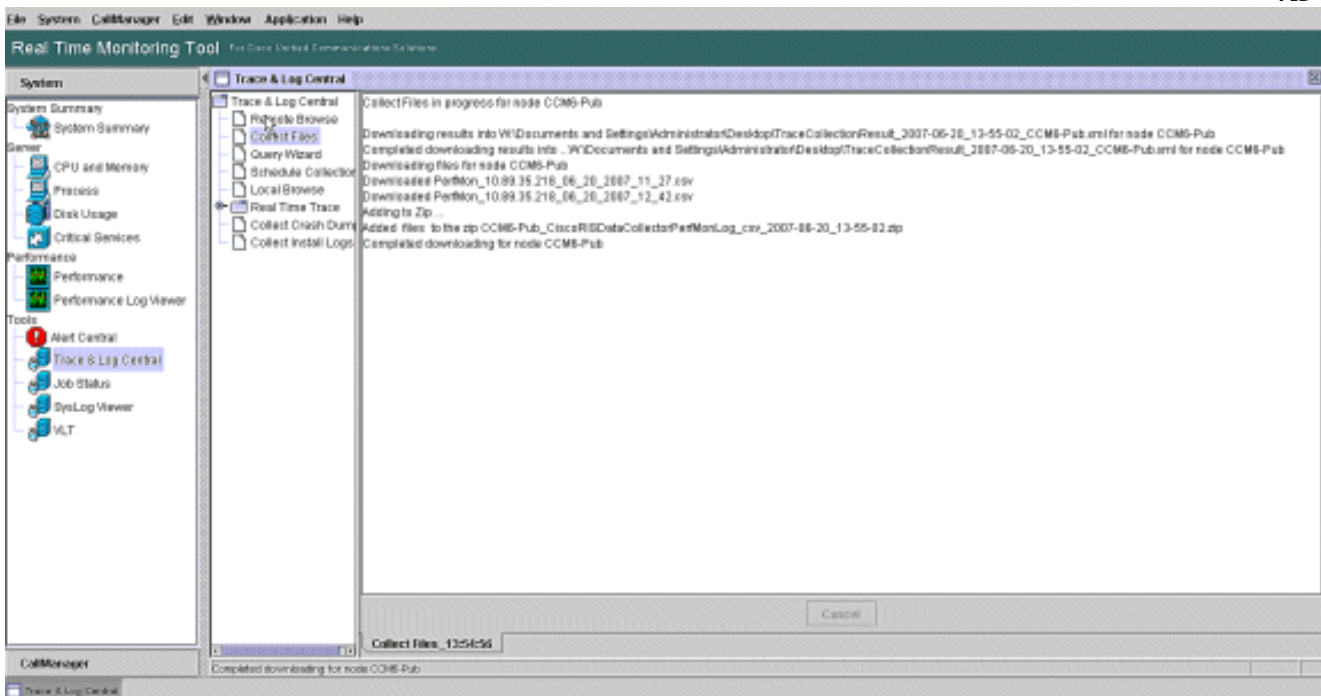 File System CallManager Edit Window Application Help
Real Time Monitoring Tool For Cisco Unified Communications Solutions
System
System Summary
System Summary
Server
CPU and Memory
Process
Disk Usage
Critical Services
Performance
Performance
Performance Log Viewer
Tools
Alert Central
Trace & Log Central
Job Status
SysLog Viewer
VLT
CallManager
Trace & Log Central
Trace & Log Central
Remote Browse
Collect Files
Query Wizard
Schedule Collection
Local Browse
Real Time Trace
Collect Crash Dump
Collect Install Logs
Collect Files in progress for node CCM6-Pub
Downloading results into W:\Documents and Settings\Administrator\Desktop\TraceCollectionResult_2007-06-20_13-55-02_CCM6-Pub.xml for node CCM6-Pub
Completed downloading results into .. W:\Documents and Settings\Administrator\Desktop\TraceCollectionResult_2007-06-20_13-55-02_CCM6-Pub.xml for node CCM6-Pub
Downloading files for node CCM6-Pub
Downloaded PerfMon_10.89.35.218_06_20_2007_11_27.csv
Downloaded PerfMon_10.89.35.218_06_20_2007_12_42.csv
Adding to Zip ...
Added files to the zip CCM6-Pub_CiscoRISDataCollectorPerfMonLog_csv_2007-06-20_13-55-02.zip
Completed downloading for node CCM6-Pub
Cancel
Collect Files_13:54:56
Completed downloading for node CCM6-Pub
Trace & Log Central